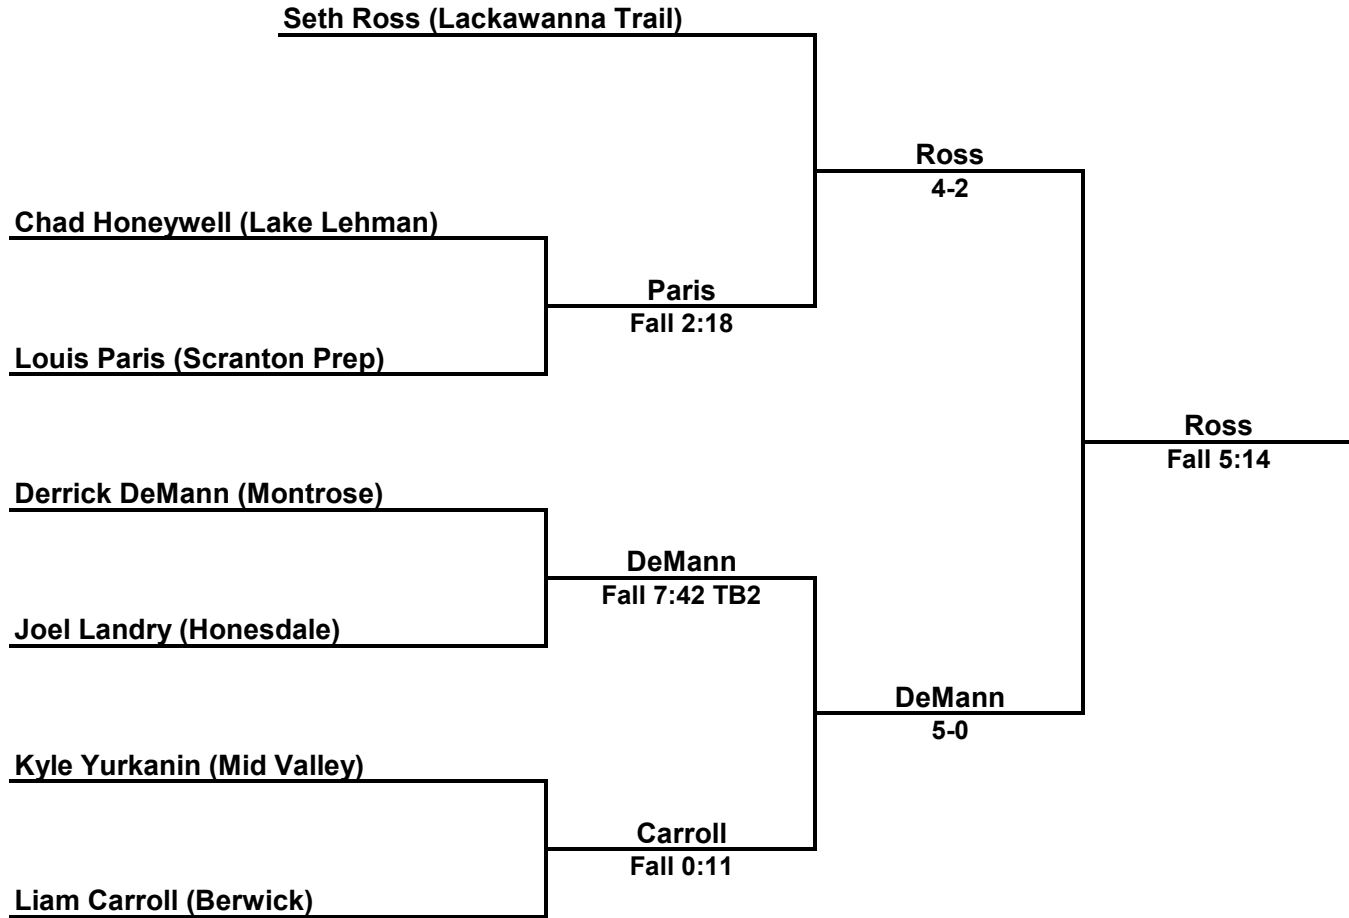 Seth Ross (Lackawanna Trail)
Ross
4-2
Chad Honeywell (Lake Lehman)
Paris
Fall 2:18
Louis Paris (Scranton Prep)
Ross
Fall 5:14
Derrick DeMann (Montrose)
DeMann
Fall 7:42 TB2
Joel Landry (Honesdale)
DeMann
5-0
Kyle Yurkanin (Mid Valley)
Carroll
Fall 0:11
Liam Carroll (Berwick)